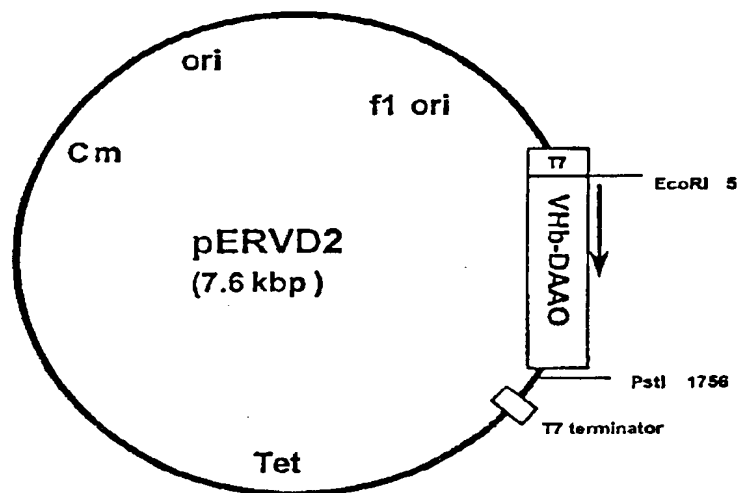 ori
f1 ori
Cm
T7
EcoRI 5
VHb-DAAO
pERVD2
(7.6 kbp)
PstI 1756
T7 terminator
Tet